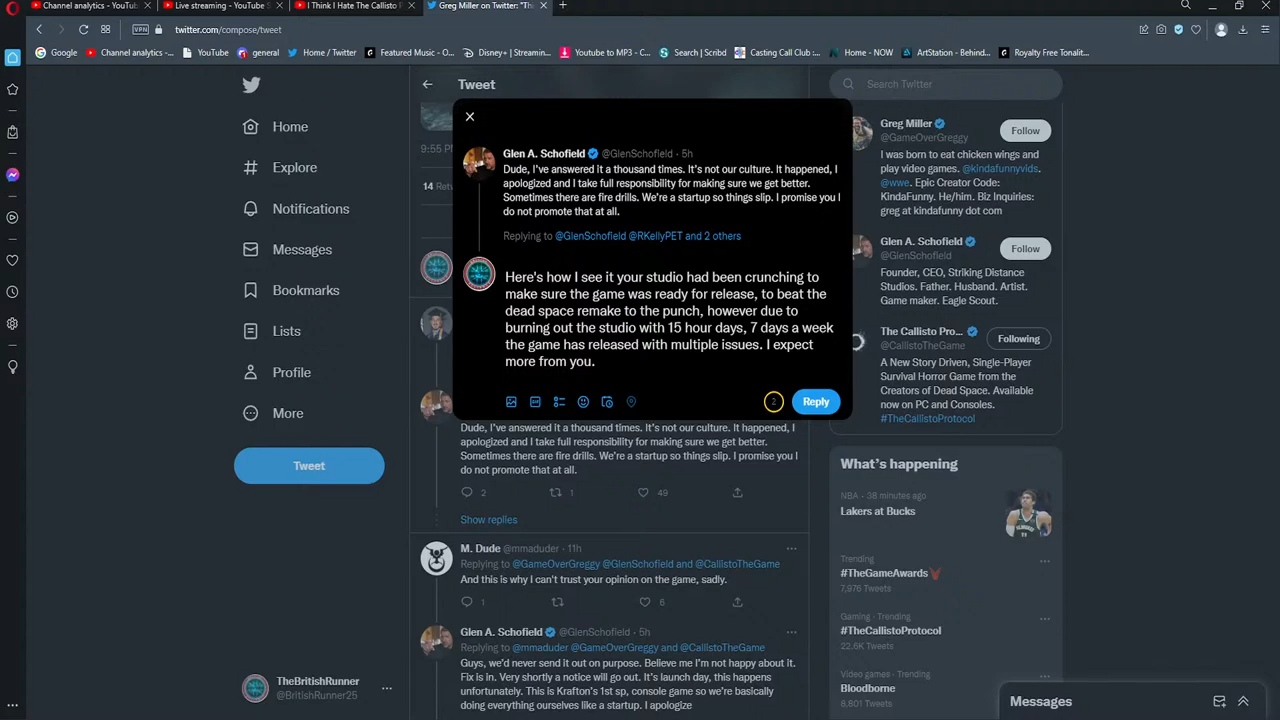 Channel analytics - YouTub
Live streaming - YouTube S
I Think I Hate The Callisto P
Greg Miller on Twitter: "The
VPN
twitter.com/compose/tweet
Google
Channel analytics -...
YouTube
general
Home / Twitter
Featured Music - O...
Disney+ | Streamin...
Youtube to MP3 - C...
Search | Scribd
Casting Call Club :...
Home - NOW
ArtStation - Behind...
Royalty Free Tonalit...
Home
Explore
Notifications
Messages
Bookmarks
Lists
Profile
More
Tweet
TheBritishRunner
@BritishRunner25
Tweet
9:55 PM
14 Retw
Glen A. Schofield @GlenSchofield · 5h
Dude, I've answered it a thousand times. It's not our culture. It happened, I
apologized and I take full responsibility for making sure we get better.
Sometimes there are fire drills. We're a startup so things slip. I promise you I
do not promote that at all.
Replying to @GlenSchofield @RKellyPET and 2 others
Here's how I see it your studio had been crunching to
make sure the game was ready for release, to beat the
dead space remake to the punch, however due to
burning out the studio with 15 hour days, 7 days a week
the game has released with multiple issues. I expect
more from you.
2
Reply
Dude, I've answered it a thousand times. It's not our culture. It happened, I
apologized and I take full responsibility for making sure we get better.
Sometimes there are fire drills. We're a startup so things slip. I promise you I
do not promote that at all.
2 1 49
Show replies
M. Dude @mmaduder · 11h
Replying to @GameOverGreggy @GlenSchofield and @CallistoTheGame
And this is why I can't trust your opinion on the game, sadly.
1 6
Glen A. Schofield @GlenSchofield · 5h
Replying to @mmaduder @GameOverGreggy and @CallistoTheGame
Guys, we'd never send it out on purpose. Believe me I'm not happy about it.
Fix is in. Very shortly a notice will go out. It's launch day, this happens
unfortunately. This is Krafton's 1st sp, console game so we're basically
doing everything ourselves like a startup. I apologize
Search Twitter
Greg Miller
@GameOverGreggy
Follow
I was born to eat chicken wings and
play video games. @kindafunnyvids.
@wwe. Epic Creator Code:
KindaFunny. He/him. Biz Inquiries:
greg at kindafunny dot com
Glen A. Schofield
@GlenSchofield
Follow
Founder, CEO, Striking Distance
Studios. Father. Husband. Artist.
Game maker. Eagle Scout.
The Callisto Pro...
@CallistoTheGame
Following
A New Story Driven, Single-Player
Survival Horror Game from the
Creators of Dead Space. Available
now on PC and Consoles.
#TheCallistoProtocol
What's happening
NBA · 38 minutes ago
Lakers at Bucks
Trending
#TheGameAwards
7,976 Tweets
Gaming · Trending
#TheCallistoProtocol
22.6K Tweets
Video games · Trending
Bloodborne
8,801 Tweets
Messages